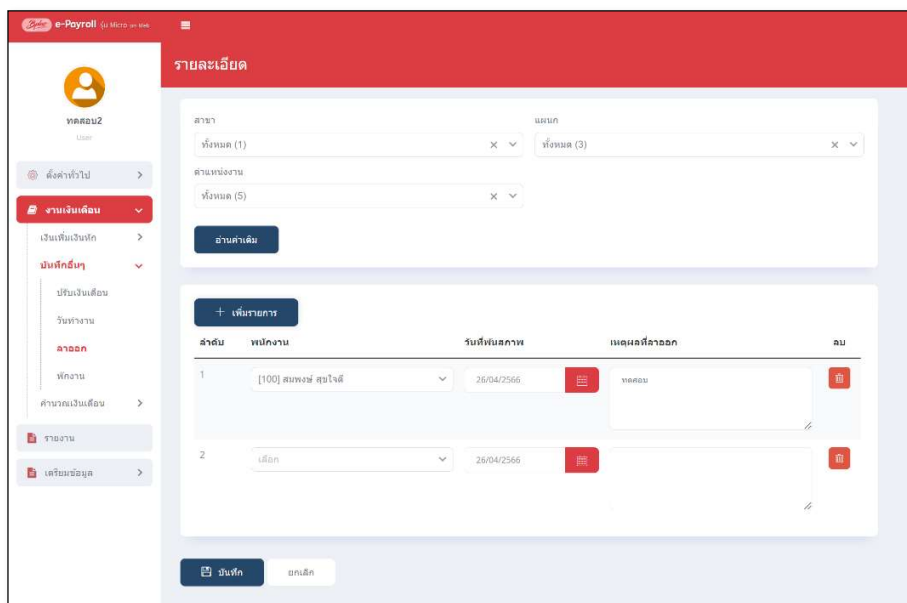 e-Payroll รุ่น Micro on Web
รายละเอียด
ทดสอบ2
User
ตั้งค่าทั่วไป
งานเงินเดือน
เงินเพิ่มเงินหัก
บันทึกอื่นๆ
ปรับเงินเดือน
วันทำงาน
ลาออก
พักงาน
คำนวณเงินเดือน
รายงาน
เตรียมข้อมูล
สาขา แผนก
ทั้งหมด (1) ทั้งหมด (3)
ตำแหน่งงาน
ทั้งหมด (5)
อ่านค่าเดิม
+ เพิ่มรายการ
ลำดับ พนักงาน วันที่พ้นสภาพ เหตุผลที่ลาออก ลบ
1 [100] สมพงษ์ สุขใจดี 26/04/2566 ทดสอบ
2 เลือก 26/04/2566
บันทึก ยกเลิก